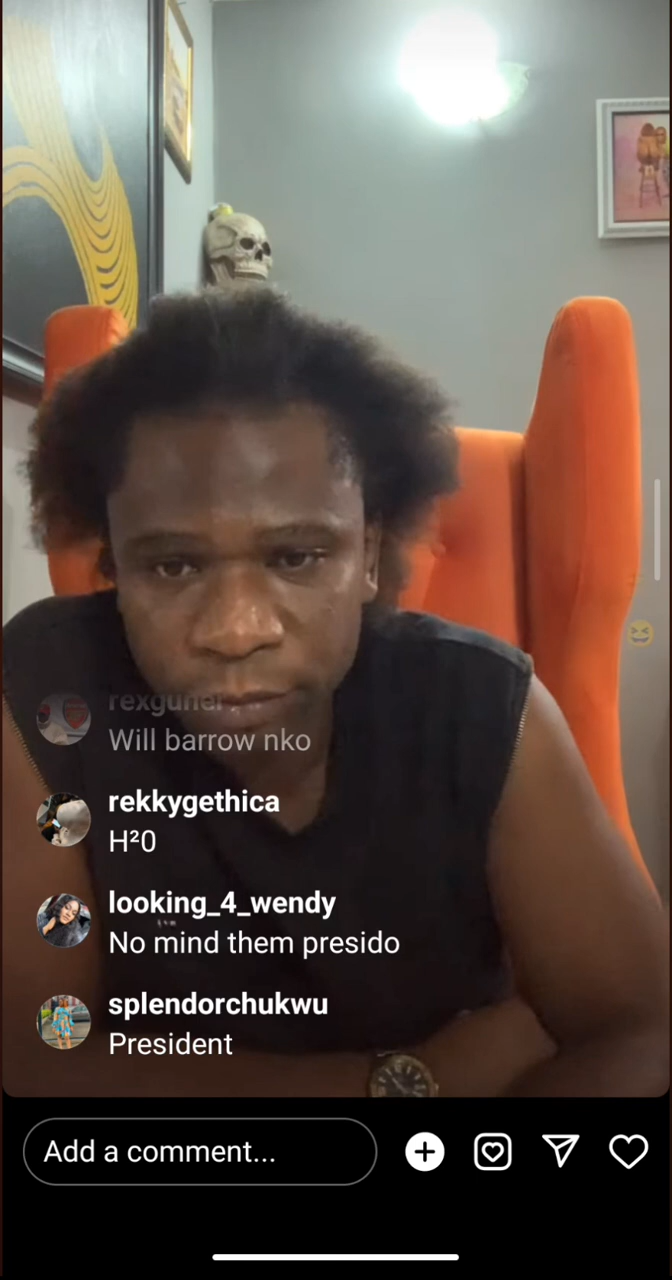 Will barrow nko
rekkygethica
H²0
looking_4_wendy
No mind them presido
splendorchukwu
President
Add a comment...